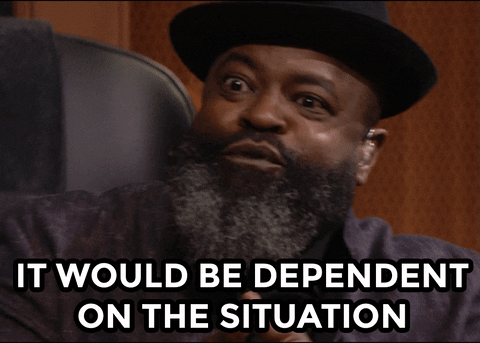 IT WOULD BE DEPENDENT
ON THE SITUATION